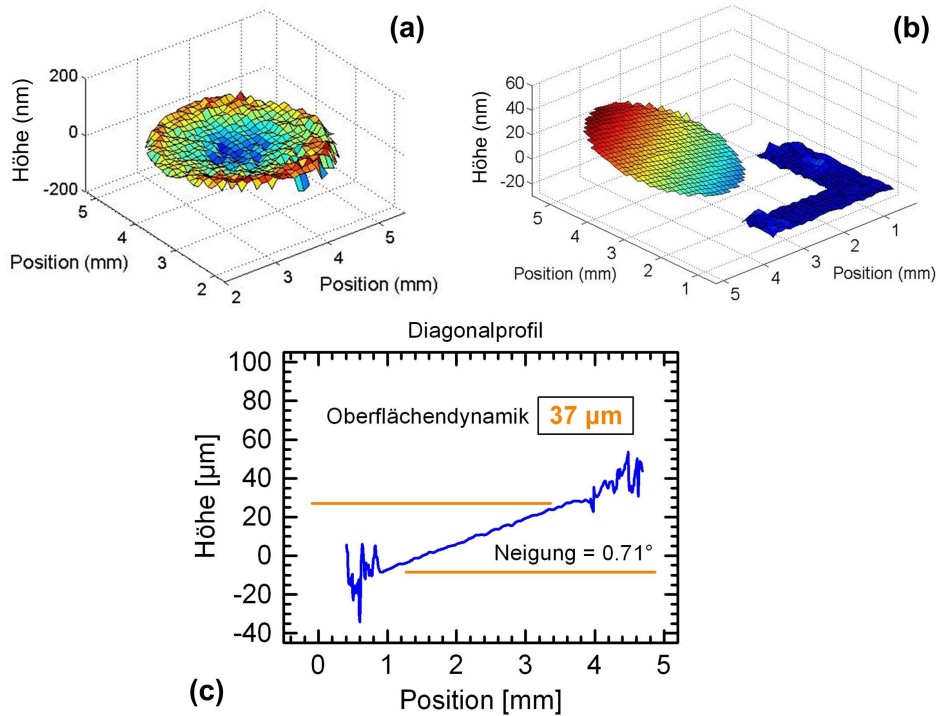 (a)
Höhe (nm)
200
0
-200
5
4
3
2
Position (mm)
2
3
4
5
Position (mm)
(b)
Höhe (nm)
60
40
20
0
-20
5
4
3
2
1
Position (mm)
5
4
3
2
1
Position (mm)
Diagonalprofil
Höhe [µm]
100
80
60
40
20
0
-20
-40
Oberflächendynamik 37 µm
Neigung = 0.71°
0 1 2 3 4 5
Position [mm]
(c)